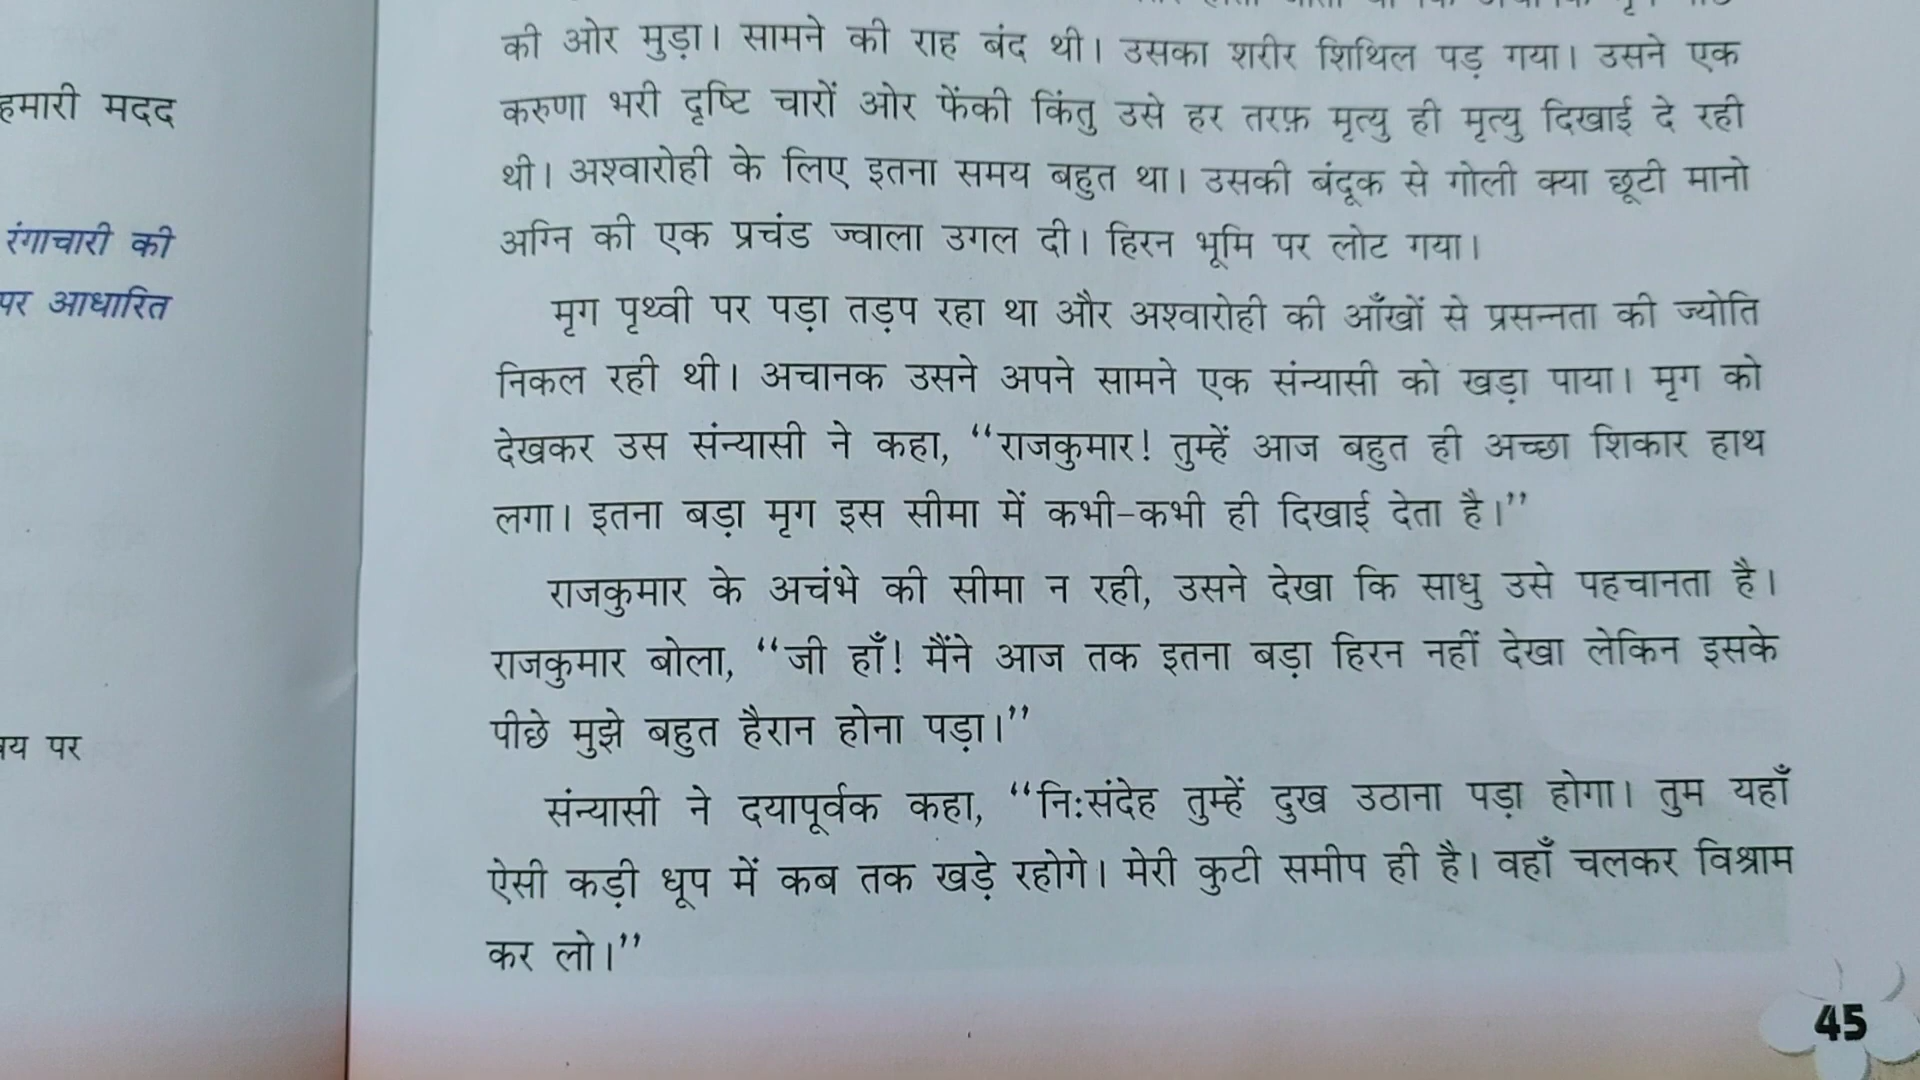 हमारी मदद
रंगाचारी की
पर आधारित
पर
की ओर मुड़ा। सामने की राह बंद थी। उसका शरीर शिथिल पड़ गया। उसने एक
करुणा भरी दृष्टि चारों ओर फेंकी किंतु उसे हर तरफ़ मृत्यु ही मृत्यु दिखाई दे रही
थी। अश्वारोही के लिए इतना समय बहुत था। उसकी बंदूक से गोली क्या छूटी मानो
अग्नि की एक प्रचंड ज्वाला उगल दी। हिरन भूमि पर लोट गया।
मृग पृथ्वी पर पड़ा तड़प रहा था और अश्वारोही की आँखों से प्रसन्नता की ज्योति
निकल रही थी। अचानक उसने अपने सामने एक संन्यासी को खड़ा पाया। मृग को
देखकर उस संन्यासी ने कहा, “राजकुमार! तुम्हें आज बहुत ही अच्छा शिकार हाथ
लगा। इतना बड़ा मृग इस सीमा में कभी-कभी ही दिखाई देता है।”
राजकुमार के अचंभे की सीमा न रही, उसने देखा कि साधु उसे पहचानता है।
राजकुमार बोला, “जी हाँ! मैंने आज तक इतना बड़ा हिरन नहीं देखा लेकिन इसके
पीछे मुझे बहुत हैरान होना पड़ा।”
संन्यासी ने दयापूर्वक कहा, “नि:संदेह तुम्हें दुख उठाना पड़ा होगा। तुम यहाँ
ऐसी कड़ी धूप में कब तक खड़े रहोगे। मेरी कुटी समीप ही है। वहाँ चलकर विश्राम
कर लो।”
45